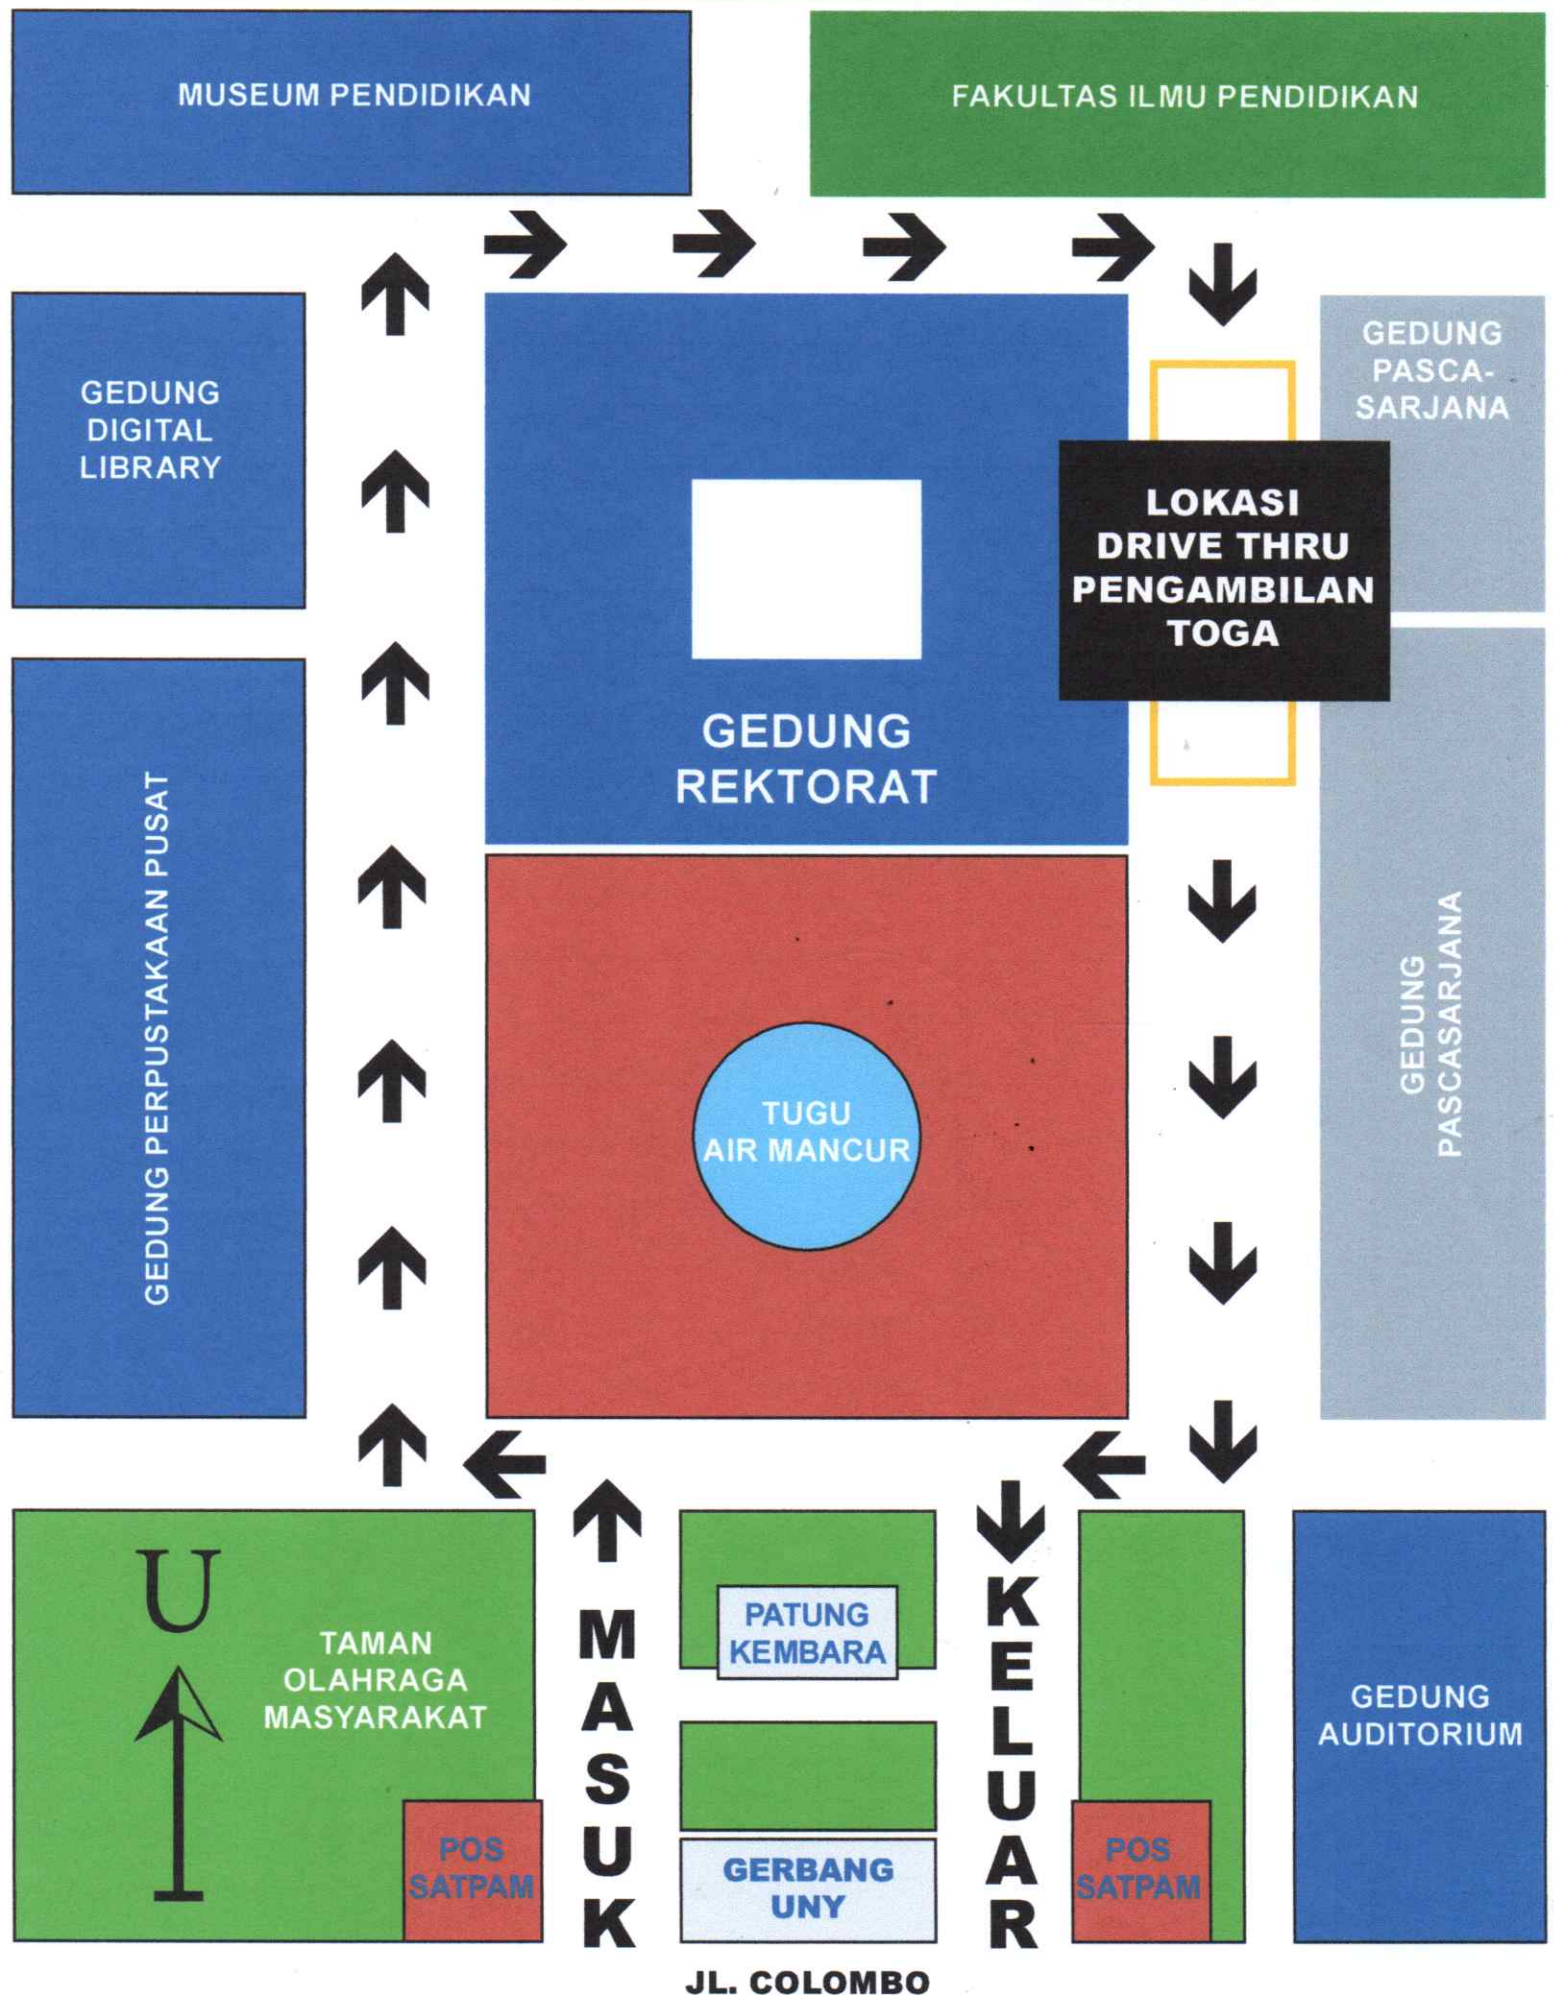 MUSEUM PENDIDIKAN
FAKULTAS ILMU PENDIDIKAN
GEDUNG
DIGITAL
LIBRARY
GEDUNG
PASCA-
SARJANA
LOKASI
DRIVE THRU
PENGAMBILAN
TOGA
GEDUNG
REKTORAT
GEDUNG PERPUSTAKAAN PUSAT
TUGU
AIR MANCUR
GEDUNG
PASCASARJANA
U
TAMAN
OLAHRAGA
MASYARAKAT
POS
SATPAM
MASUK
PATUNG
KEMBARA
GERBANG
UNY
KELUAR
POS
SATPAM
GEDUNG
AUDITORIUM
JL. COLOMBO